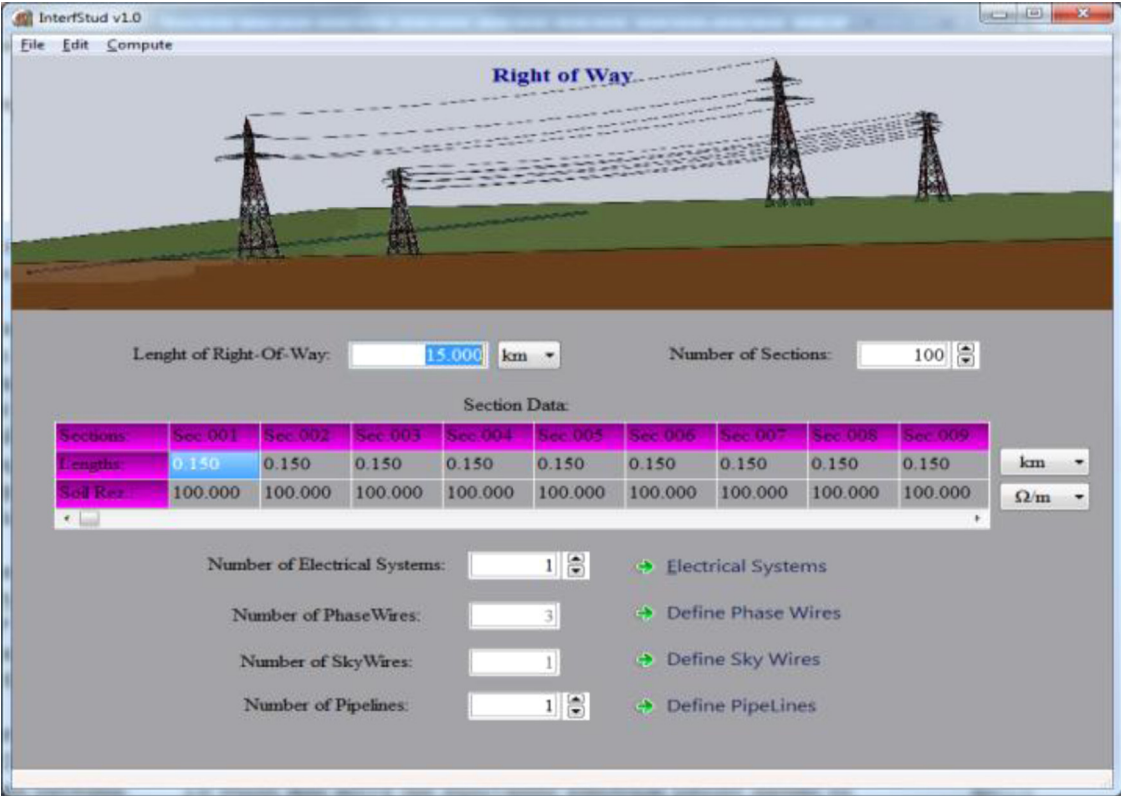 InterfStud v1.0
File Edit Compute
Right of Way
Lenght of Right-Of-Way: 15.000 km Number of Sections: 100
Section Data:
Sections: Sec.001 Sec.002 Sec.003 Sec.004 Sec.005 Sec.006 Sec.007 Sec.008 Sec.009
Lengths: 0.150 0.150 0.150 0.150 0.150 0.150 0.150 0.150 0.150 km
Soil Rez.: 100.000 100.000 100.000 100.000 100.000 100.000 100.000 100.000 100.000 Ω/m
Number of Electrical Systems: 1 Electrical Systems
Number of PhaseWires: 3 Define Phase Wires
Number of SkyWires: 1 Define Sky Wires
Number of Pipelines: 1 Define PipeLines